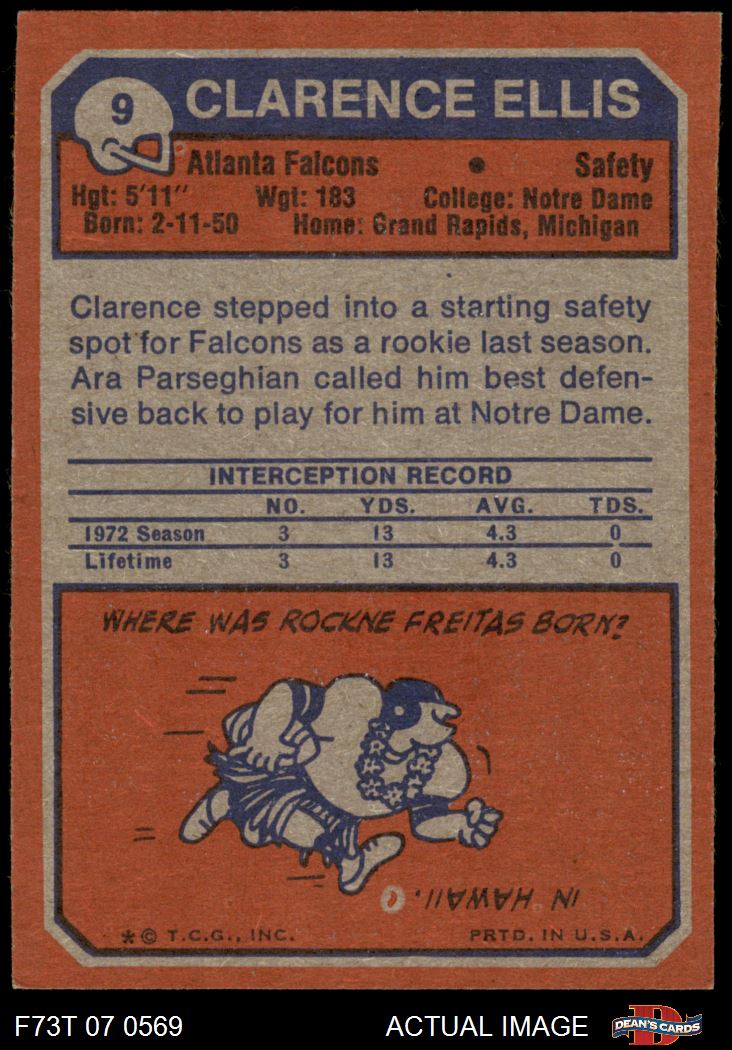 9 CLARENCE ELLIS
Atlanta Falcons • Safety
Hgt: 5'11" Wgt: 183 College: Notre Dame
Born: 2-11-50 Home: Grand Rapids, Michigan
Clarence stepped into a starting safety
spot for Falcons as a rookie last season.
Ara Parseghian called him best defen-
sive back to play for him at Notre Dame.
INTERCEPTION RECORD
NO. YDS. AVG. TDS.
1972 Season 3 13 4.3 0
Lifetime 3 13 4.3 0
WHERE WAS ROCKNE FREITAS BORN?
IN HAWAII.
* © T.C.G., INC. PRTD. IN U.S.A.
F73T 07 0569 ACTUAL IMAGE DEAN'S CARDS